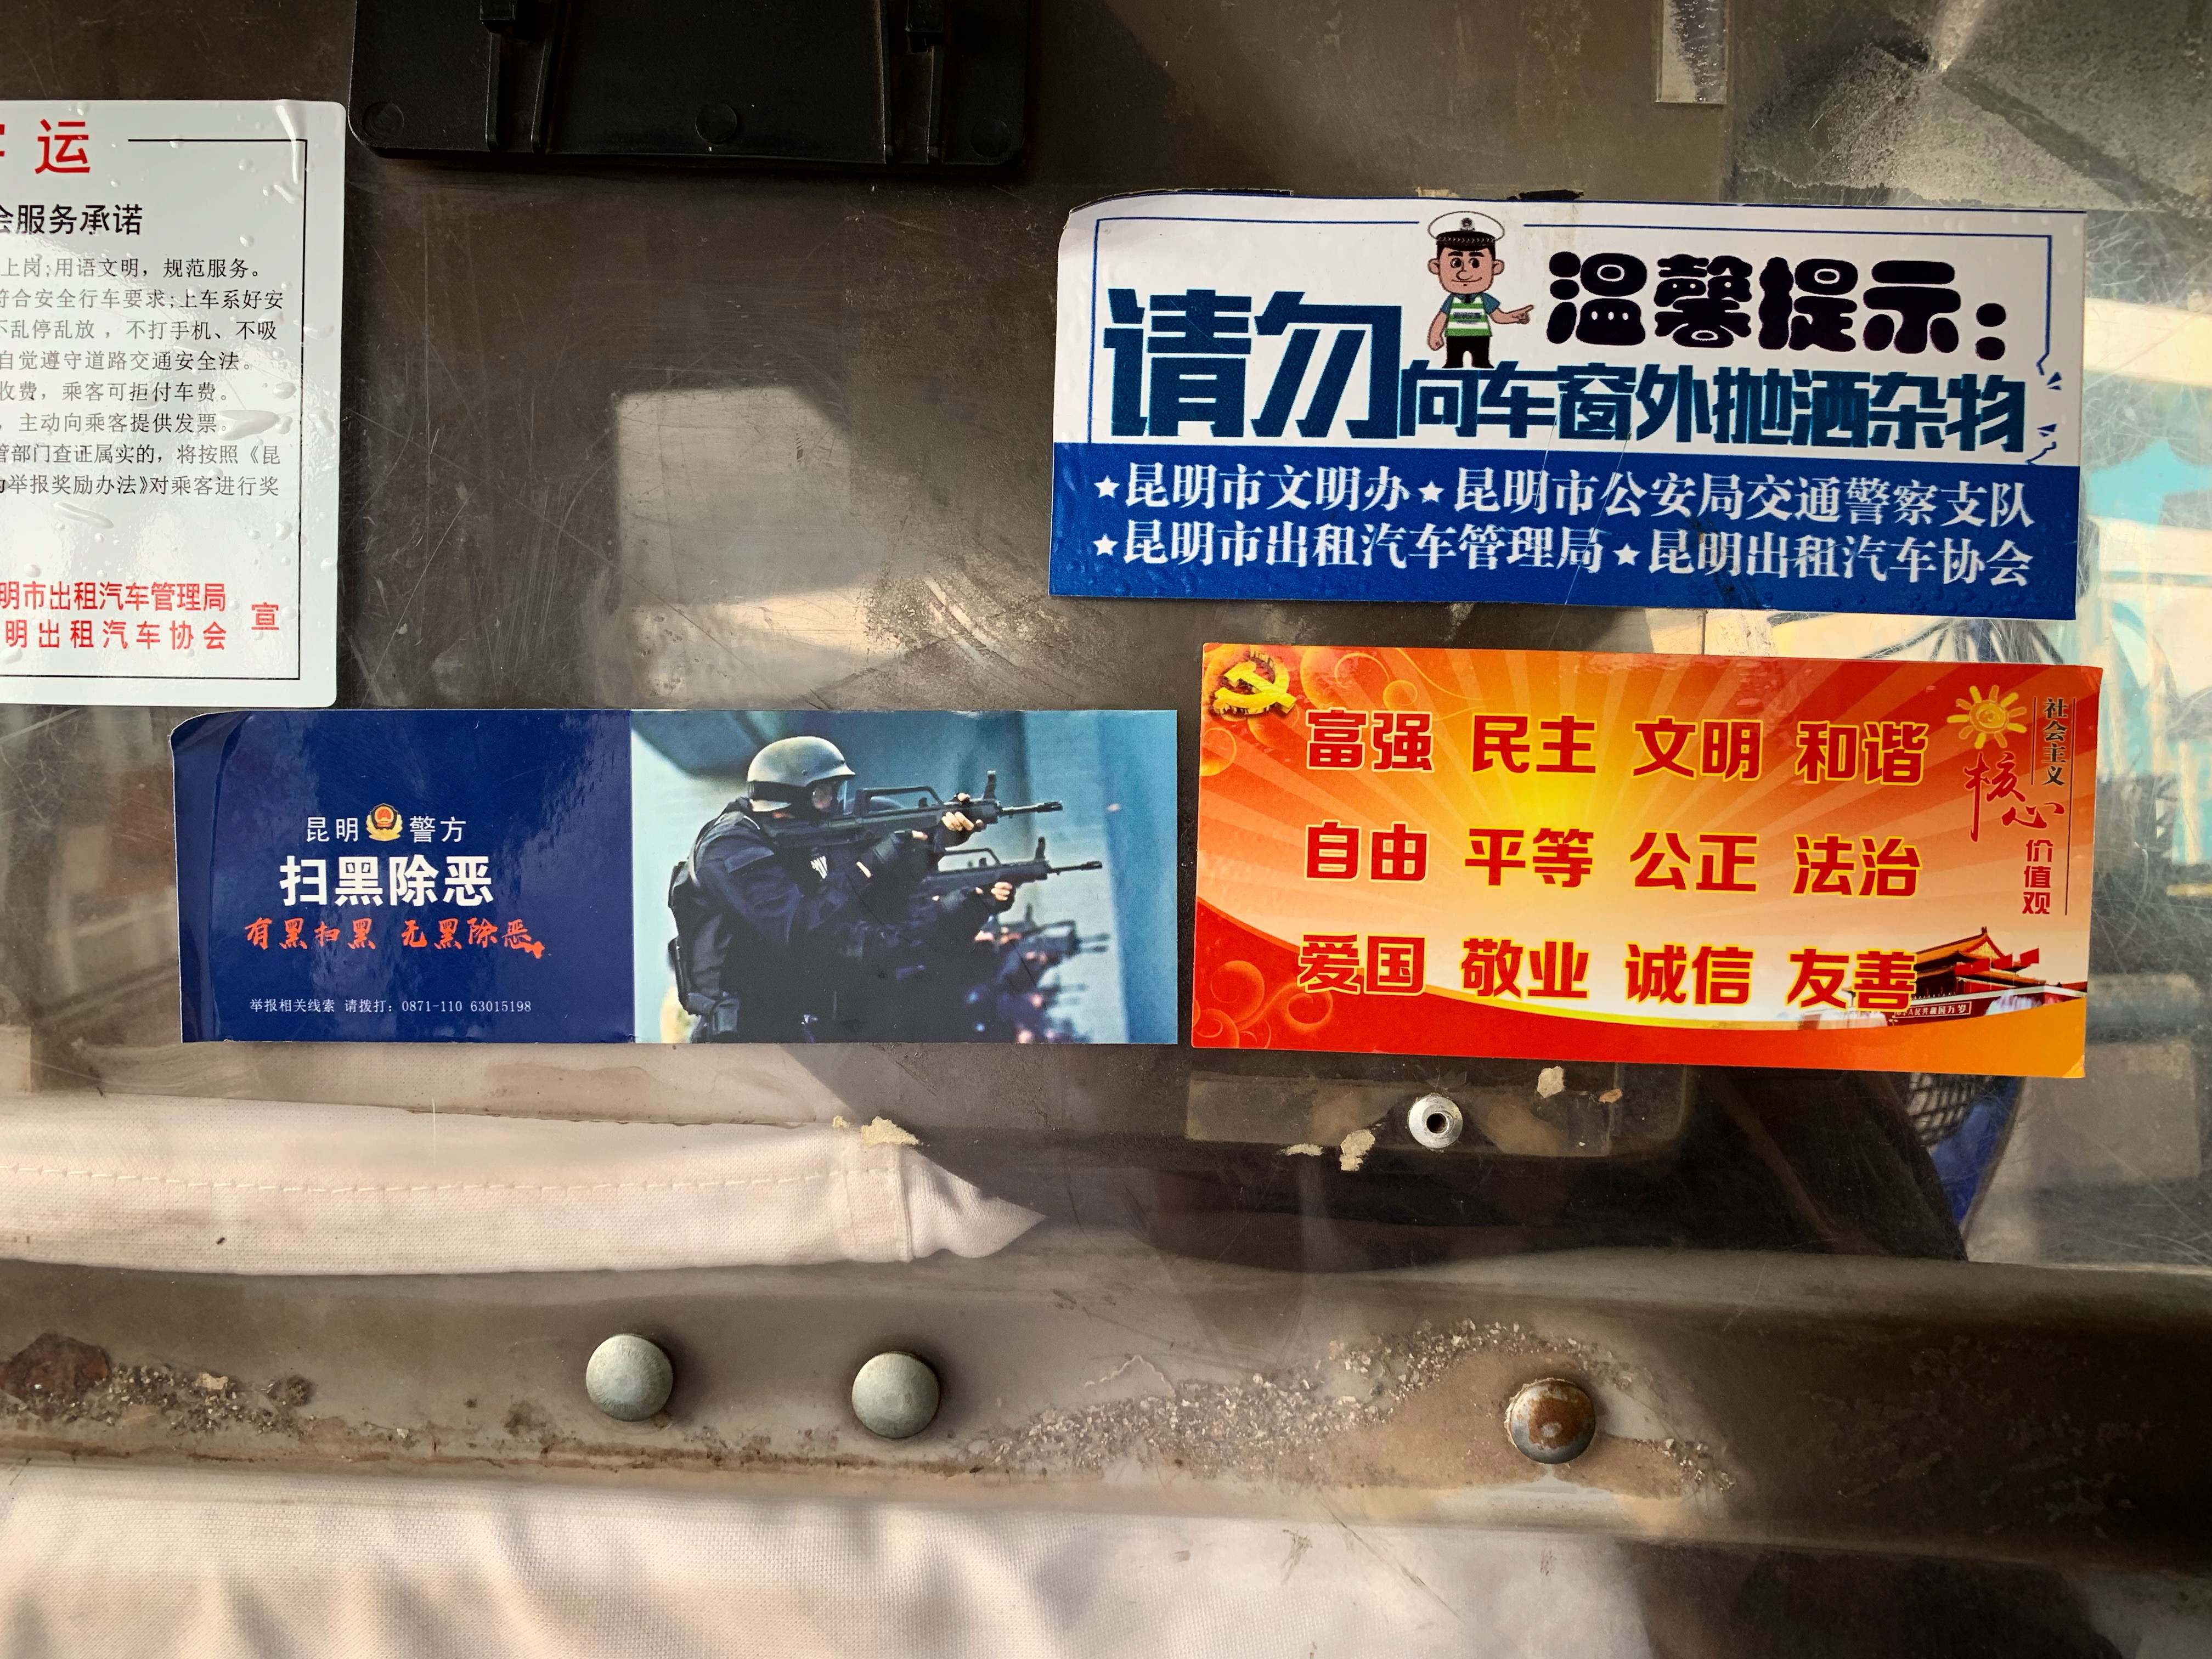 运
服务承诺
上岗;用语文明，规范服务。
符合安全行车要求;上车系好安
不乱停乱放，不打手机、不吸
自觉遵守道路交通安全法。
收费，乘客可拒付车费。
，主动向乘客提供发票。
管部门查证属实的，将按照《昆
举报奖励办法》对乘客进行奖
明市出租汽车管理局
明出租汽车协会
宣
温馨提示：
请勿向车窗外抛洒杂物
★昆明市文明办★昆明市公安局交通警察支队
★昆明市出租汽车管理局★昆明出租汽车协会
昆明警方
扫黑除恶
有黑扫黑 无黑除恶
举报相关线索 请拨打：0871-110 63015198
富强 民主 文明 和谐
自由 平等 公正 法治
爱国 敬业 诚信 友善
社会主义
核心
价值观
人民共和国万岁